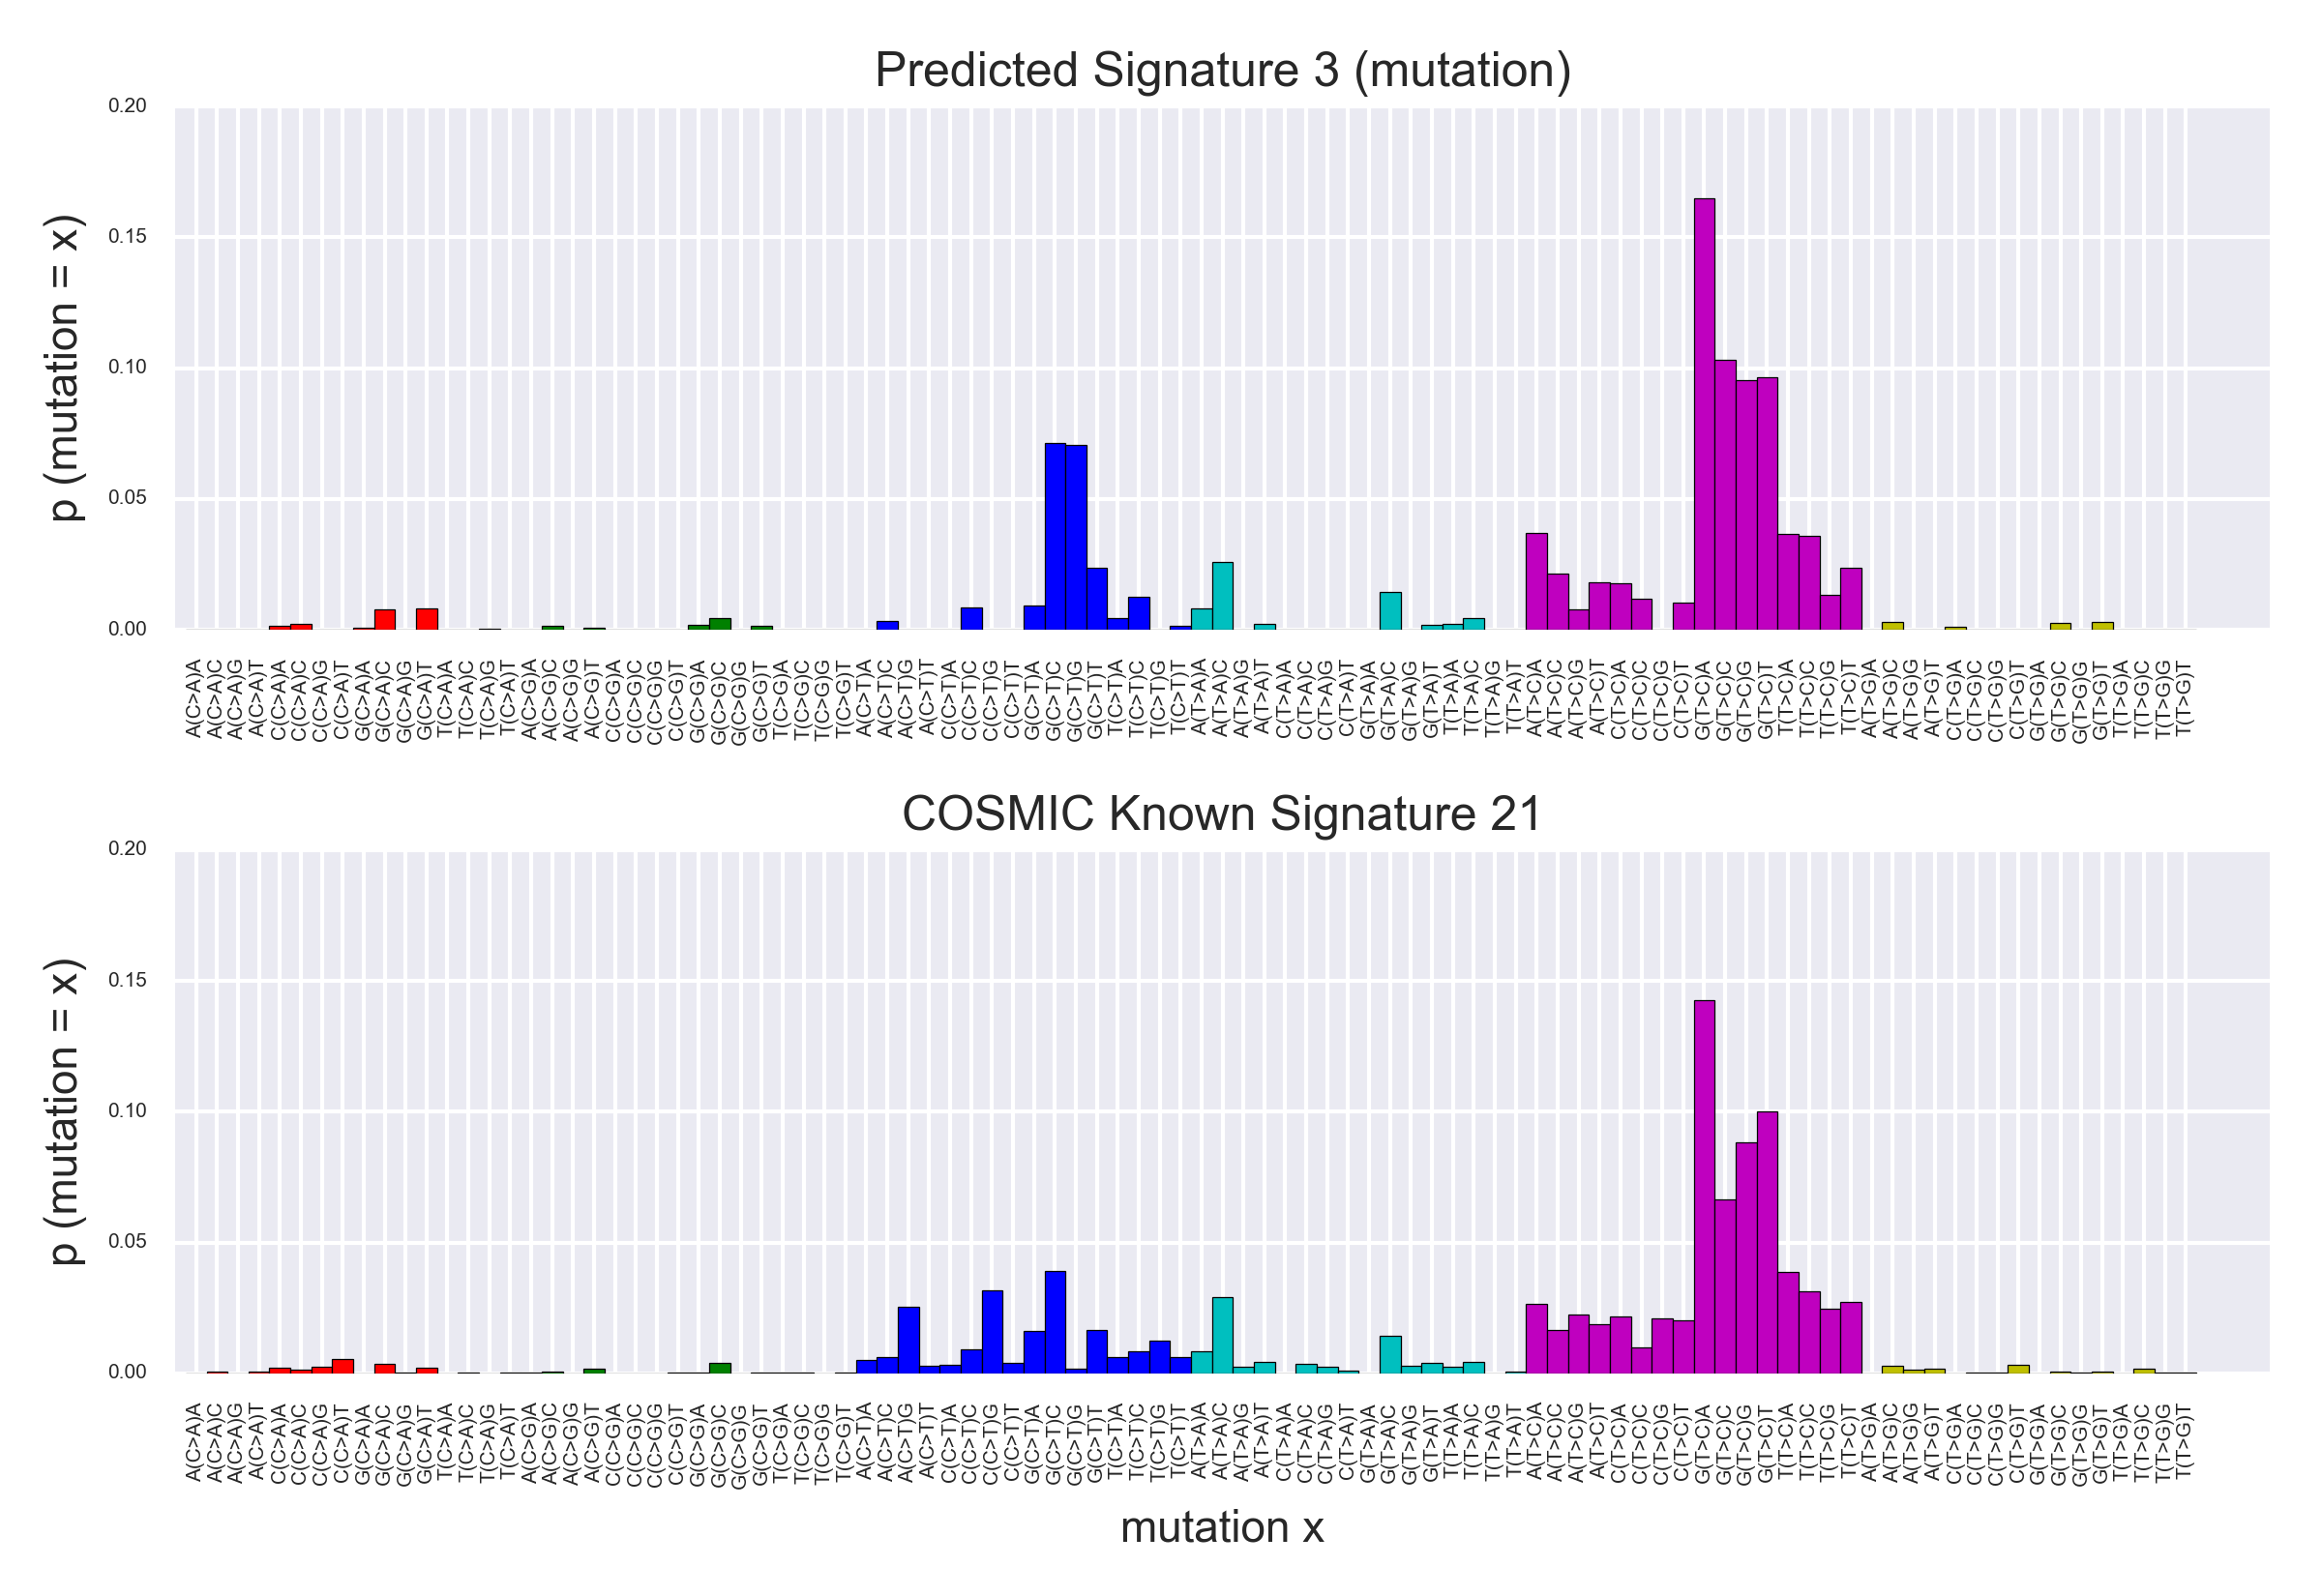 Predicted Signature 3 (mutation)
p (mutation = x)
0.20
0.15
0.10
0.05
0.00
A(C>A)A
A(C>A)C
A(C>A)G
A(C>A)T
C(C>A)A
C(C>A)C
C(C>A)G
C(C>A)T
G(C>A)A
G(C>A)C
G(C>A)G
G(C>A)T
T(C>A)A
T(C>A)C
T(C>A)G
T(C>A)T
A(C>G)A
A(C>G)C
A(C>G)G
A(C>G)T
C(C>G)A
C(C>G)C
C(C>G)G
C(C>G)T
G(C>G)A
G(C>G)C
G(C>G)G
G(C>G)T
T(C>G)A
T(C>G)C
T(C>G)G
T(C>G)T
A(C>T)A
A(C>T)C
A(C>T)G
A(C>T)T
C(C>T)A
C(C>T)C
C(C>T)G
C(C>T)T
G(C>T)A
G(C>T)C
G(C>T)G
G(C>T)T
T(C>T)A
T(C>T)C
T(C>T)G
T(C>T)T
A(T>A)A
A(T>A)C
A(T>A)G
A(T>A)T
C(T>A)A
C(T>A)C
C(T>A)G
C(T>A)T
G(T>A)A
G(T>A)C
G(T>A)G
G(T>A)T
T(T>A)A
T(T>A)C
T(T>A)G
T(T>A)T
A(T>C)A
A(T>C)C
A(T>C)G
A(T>C)T
C(T>C)A
C(T>C)C
C(T>C)G
C(T>C)T
G(T>C)A
G(T>C)C
G(T>C)G
G(T>C)T
T(T>C)A
T(T>C)C
T(T>C)G
T(T>C)T
A(T>G)A
A(T>G)C
A(T>G)G
A(T>G)T
C(T>G)A
C(T>G)C
C(T>G)G
C(T>G)T
G(T>G)A
G(T>G)C
G(T>G)G
G(T>G)T
T(T>G)A
T(T>G)C
T(T>G)G
T(T>G)T
COSMIC Known Signature 21
p (mutation = x)
0.20
0.15
0.10
0.05
0.00
A(C>A)A
A(C>A)C
A(C>A)G
A(C>A)T
C(C>A)A
C(C>A)C
C(C>A)G
C(C>A)T
G(C>A)A
G(C>A)C
G(C>A)G
G(C>A)T
T(C>A)A
T(C>A)C
T(C>A)G
T(C>A)T
A(C>G)A
A(C>G)C
A(C>G)G
A(C>G)T
C(C>G)A
C(C>G)C
C(C>G)G
C(C>G)T
G(C>G)A
G(C>G)C
G(C>G)G
G(C>G)T
T(C>G)A
T(C>G)C
T(C>G)G
T(C>G)T
A(C>T)A
A(C>T)C
A(C>T)G
A(C>T)T
C(C>T)A
C(C>T)C
C(C>T)G
C(C>T)T
G(C>T)A
G(C>T)C
G(C>T)G
G(C>T)T
T(C>T)A
T(C>T)C
T(C>T)G
T(C>T)T
A(T>A)A
A(T>A)C
A(T>A)G
A(T>A)T
C(T>A)A
C(T>A)C
C(T>A)G
C(T>A)T
G(T>A)A
G(T>A)C
G(T>A)G
G(T>A)T
T(T>A)A
T(T>A)C
T(T>A)G
T(T>A)T
A(T>C)A
A(T>C)C
A(T>C)G
A(T>C)T
C(T>C)A
C(T>C)C
C(T>C)G
C(T>C)T
G(T>C)A
G(T>C)C
G(T>C)G
G(T>C)T
T(T>C)A
T(T>C)C
T(T>C)G
T(T>C)T
A(T>G)A
A(T>G)C
A(T>G)G
A(T>G)T
C(T>G)A
C(T>G)C
C(T>G)G
C(T>G)T
G(T>G)A
G(T>G)C
G(T>G)G
G(T>G)T
T(T>G)A
T(T>G)C
T(T>G)G
T(T>G)T
mutation x